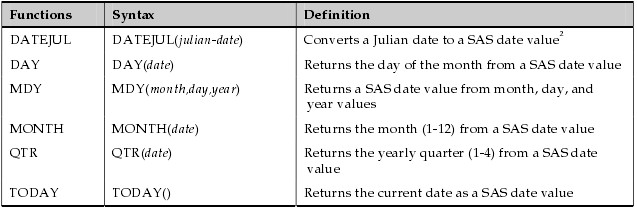 Functions Syntax Definition
DATEJUL DATEJUL(julian-date) Converts a Julian date to a SAS date value²
DAY DAY(date) Returns the day of the month from a SAS date value
MDY MDY(month,day,year) Returns a SAS date value from month, day, and
year values
MONTH MONTH(date) Returns the month (1-12) from a SAS date value
QTR QTR(date) Returns the yearly quarter (1-4) from a SAS date
value
TODAY TODAY() Returns the current date as a SAS date value